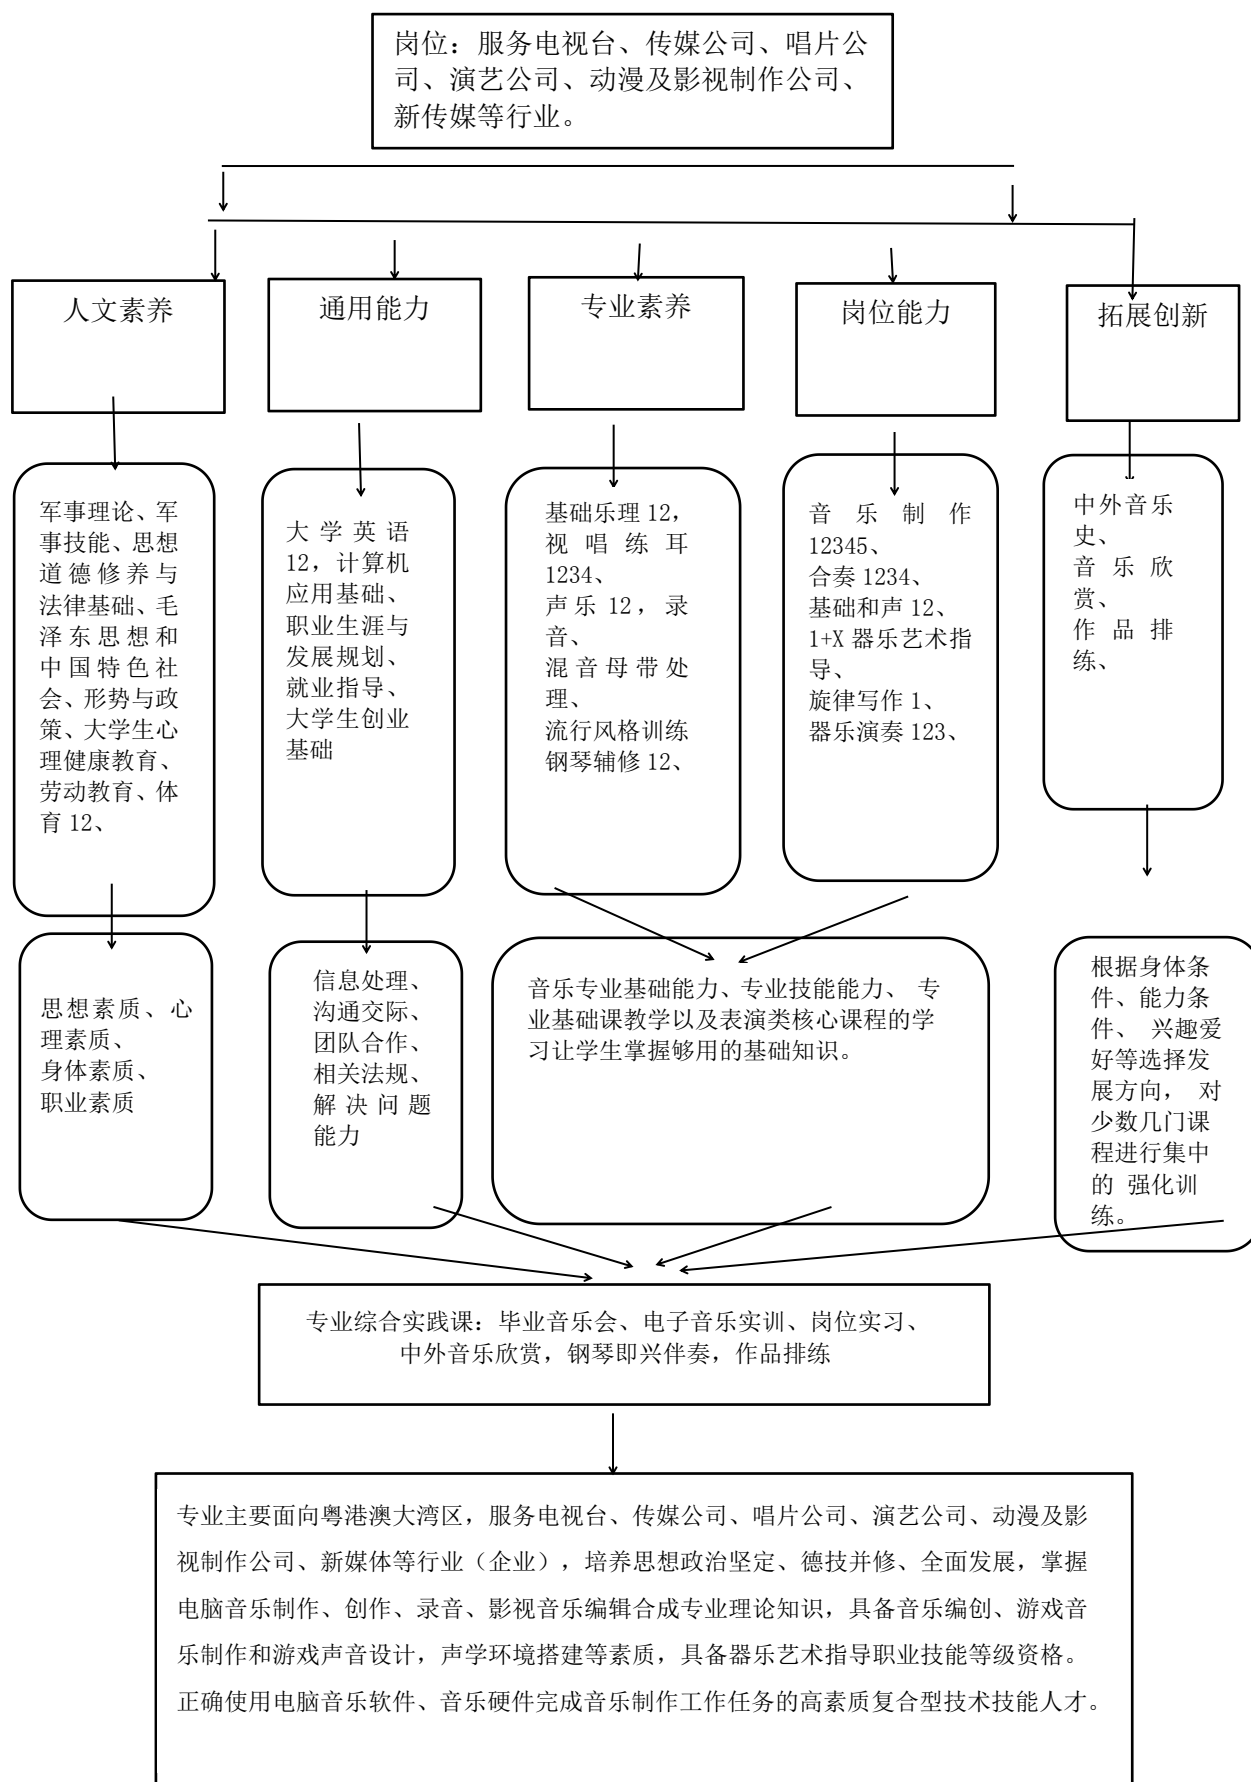 岗位：服务电视台、传媒公司、唱片公
司、演艺公司、动漫及影视制作公司、
新传媒等行业。
人文素养
通用能力
专业素养
岗位能力
拓展创新
军事理论、军
事技能、思想
道德修养与
法律基础、毛
泽东思想和
中国特色社
会、形势与政
策、大学生心
理健康教育、
劳动教育、体
育 12、
大学英语
12，计算机
应用基础、
职业生涯与
发展规划、
就业指导、
大学生创业
基础
基础乐理 12，
视唱练耳
1234、
声乐 12，录
音、
混音母带处
理、
流行风格训练
钢琴辅修 12、
音乐制作
12345、
合奏 1234、
基础和声 12、
1+X 器乐艺术指
导、
旋律写作 1、
器乐演奏 123、
中外音乐
史、
音乐欣
赏、
作品排
练、
思想素质、心
理素质、
身体素质、
职业素质
信息处理、
沟通交际、
团队合作、
相关法规、
解决问题
能力
音乐专业基础能力、专业技能能力、 专
业基础课教学以及表演类核心课程的学
习让学生掌握够用的基础知识。
根据身体条
件、能力条
件、 兴趣爱
好等选择发
展方向， 对
少数几门课
程进行集中
的 强化训
练。
专业综合实践课：毕业音乐会、电子音乐实训、岗位实习、
中外音乐欣赏，钢琴即兴伴奏，作品排练
专业主要面向粤港澳大湾区，服务电视台、传媒公司、唱片公司、演艺公司、动漫及影
视制作公司、新媒体等行业（企业），培养思想政治坚定、德技并修、全面发展，掌握
电脑音乐制作、创作、录音、影视音乐编辑合成专业理论知识，具备音乐编创、游戏音
乐制作和游戏声音设计，声学环境搭建等素质，具备器乐艺术指导职业技能等级资格。
正确使用电脑音乐软件、音乐硬件完成音乐制作工作任务的高素质复合型技术技能人才。